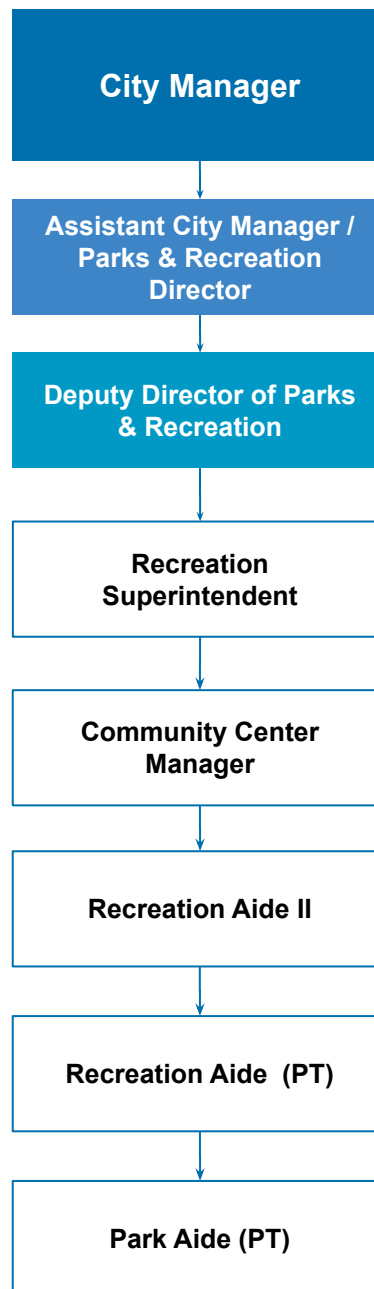 City Manager
Assistant City Manager /
Parks & Recreation
Director
Deputy Director of Parks
& Recreation
Recreation
Superintendent
Community Center
Manager
Recreation Aide II
Recreation Aide  (PT)
Park Aide (PT)